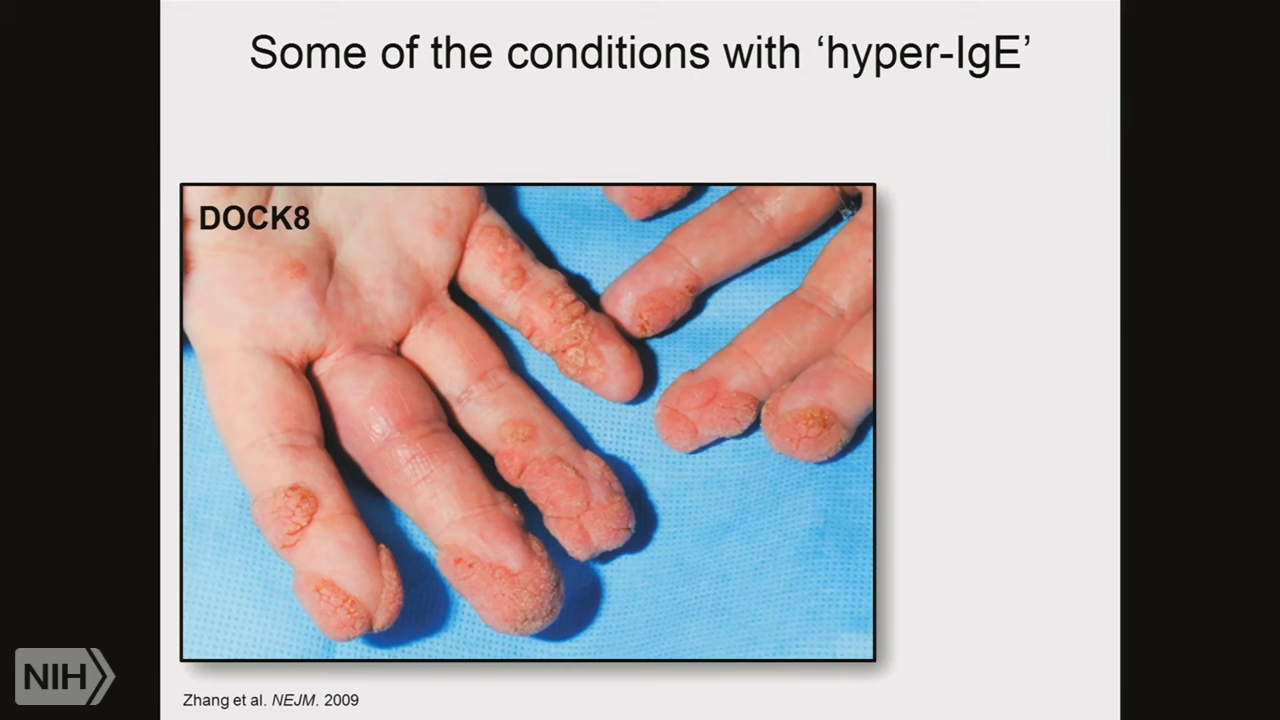 Some of the conditions with ‘hyper-IgE’
DOCK8
NIH
Zhang et al. NEJM. 2009